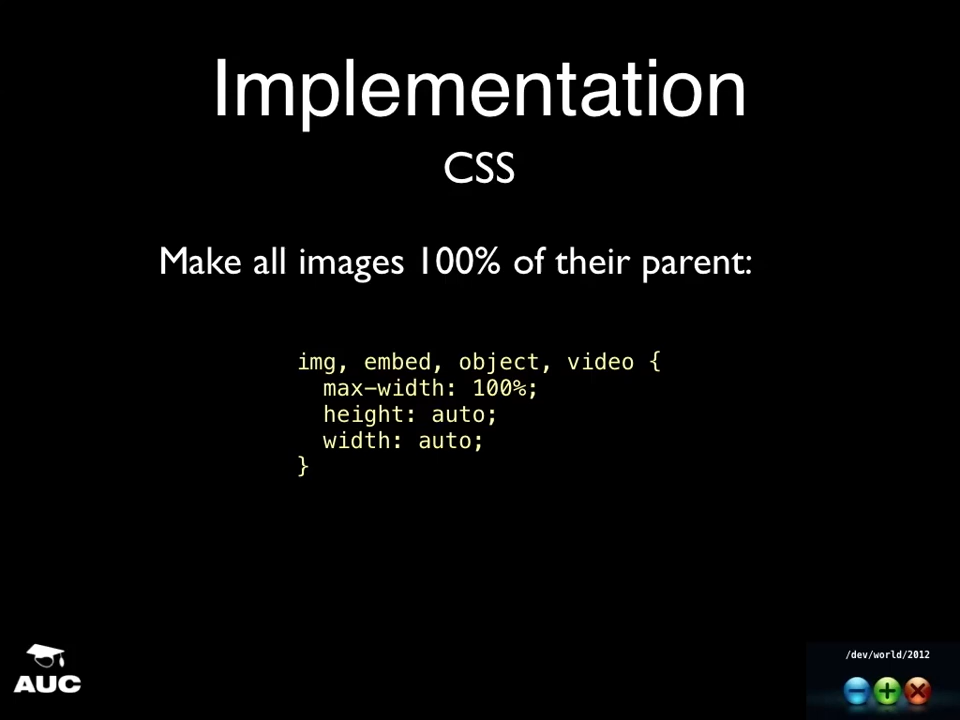 Implementation
CSS
Make all images 100% of their parent:
img, embed, object, video {
  max-width: 100%;
  height: auto;
  width: auto;
}
AUC
/dev/world/2012